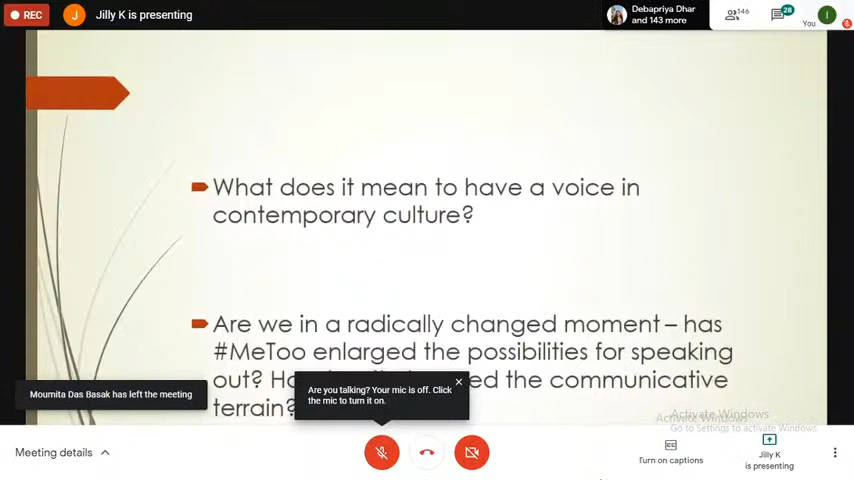 REC
J
Jilly K is presenting
Debapriya Dhar
and 143 more
146
28
You
I
What does it mean to have a voice in
contemporary culture?
Are we in a radically changed moment – has
#MeToo enlarged the possibilities for speaking
out? ed the communicative
terrain?
Moumita Das Basak has left the meeting
Are you talking? Your mic is off. Click
the mic to turn it on.
Activate Windows
Go to Settings to activate Windows.
Meeting details
Turn on captions
Jilly K
is presenting